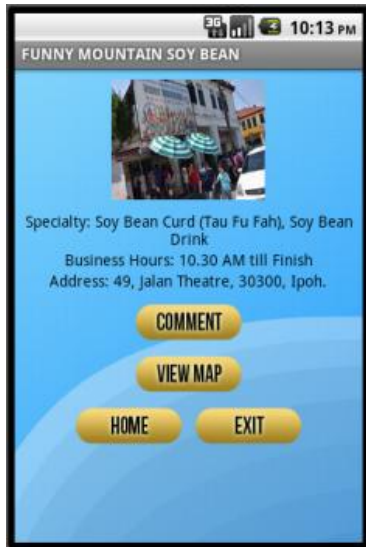 3G 10:13 PM
FUNNY MOUNTAIN SOY BEAN
Specialty: Soy Bean Curd (Tau Fu Fah), Soy Bean
Drink
Business Hours: 10.30 AM till Finish
Address: 49, Jalan Theatre, 30300, Ipoh.
COMMENT
VIEW MAP
HOME EXIT